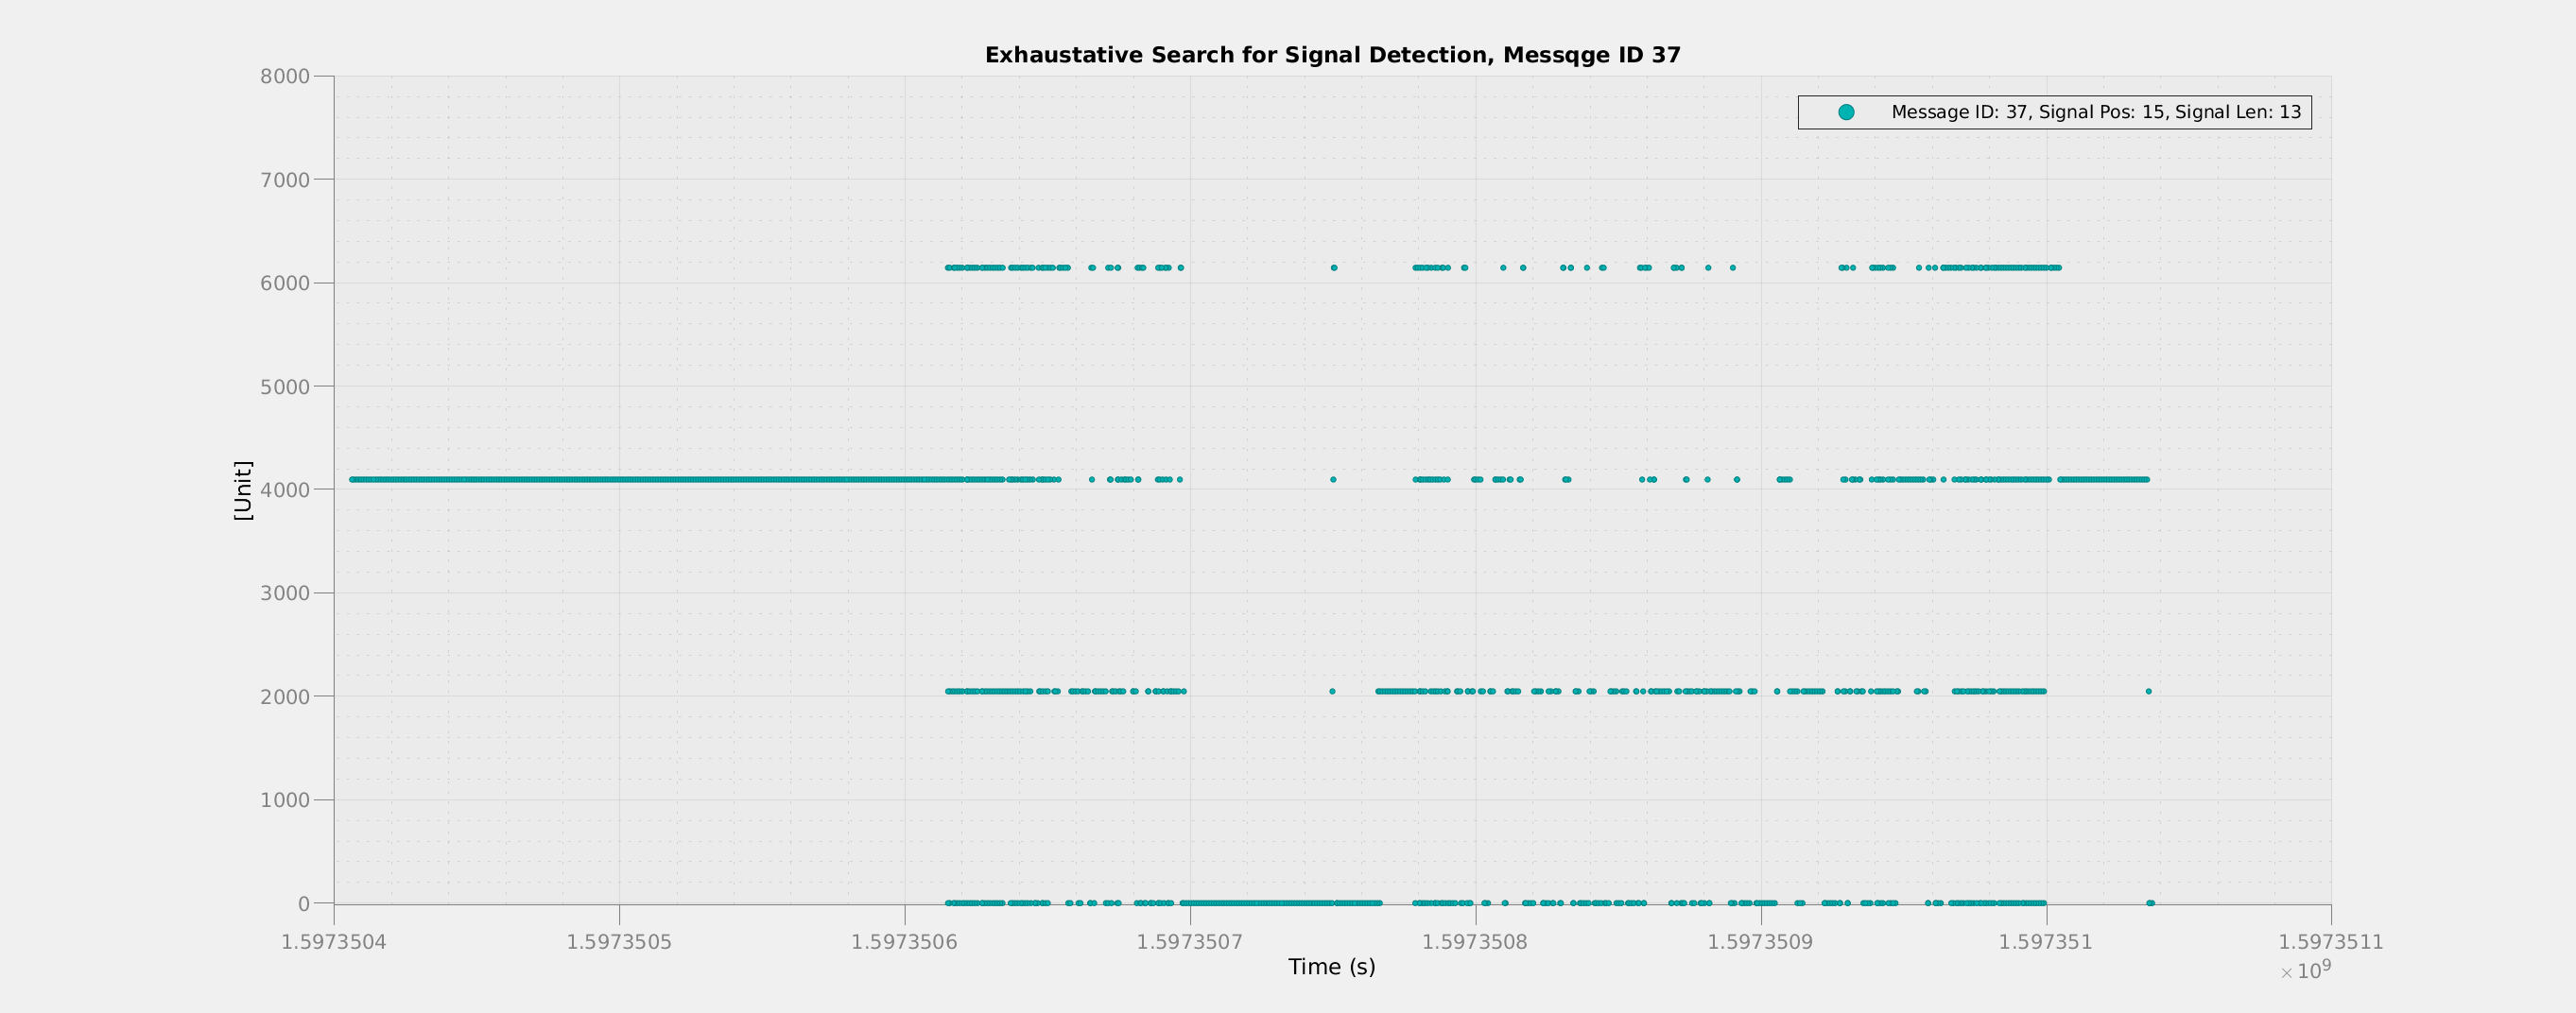 Exhaustative Search for Signal Detection, Messqge ID 37
Message ID: 37, Signal Pos: 15, Signal Len: 13
8000
7000
6000
5000
4000
3000
2000
1000
0
[Unit]
1.5973504 1.5973505 1.5973506 1.5973507 1.5973508 1.5973509 1.597351 1.5973511
Time (s)
× 10⁹